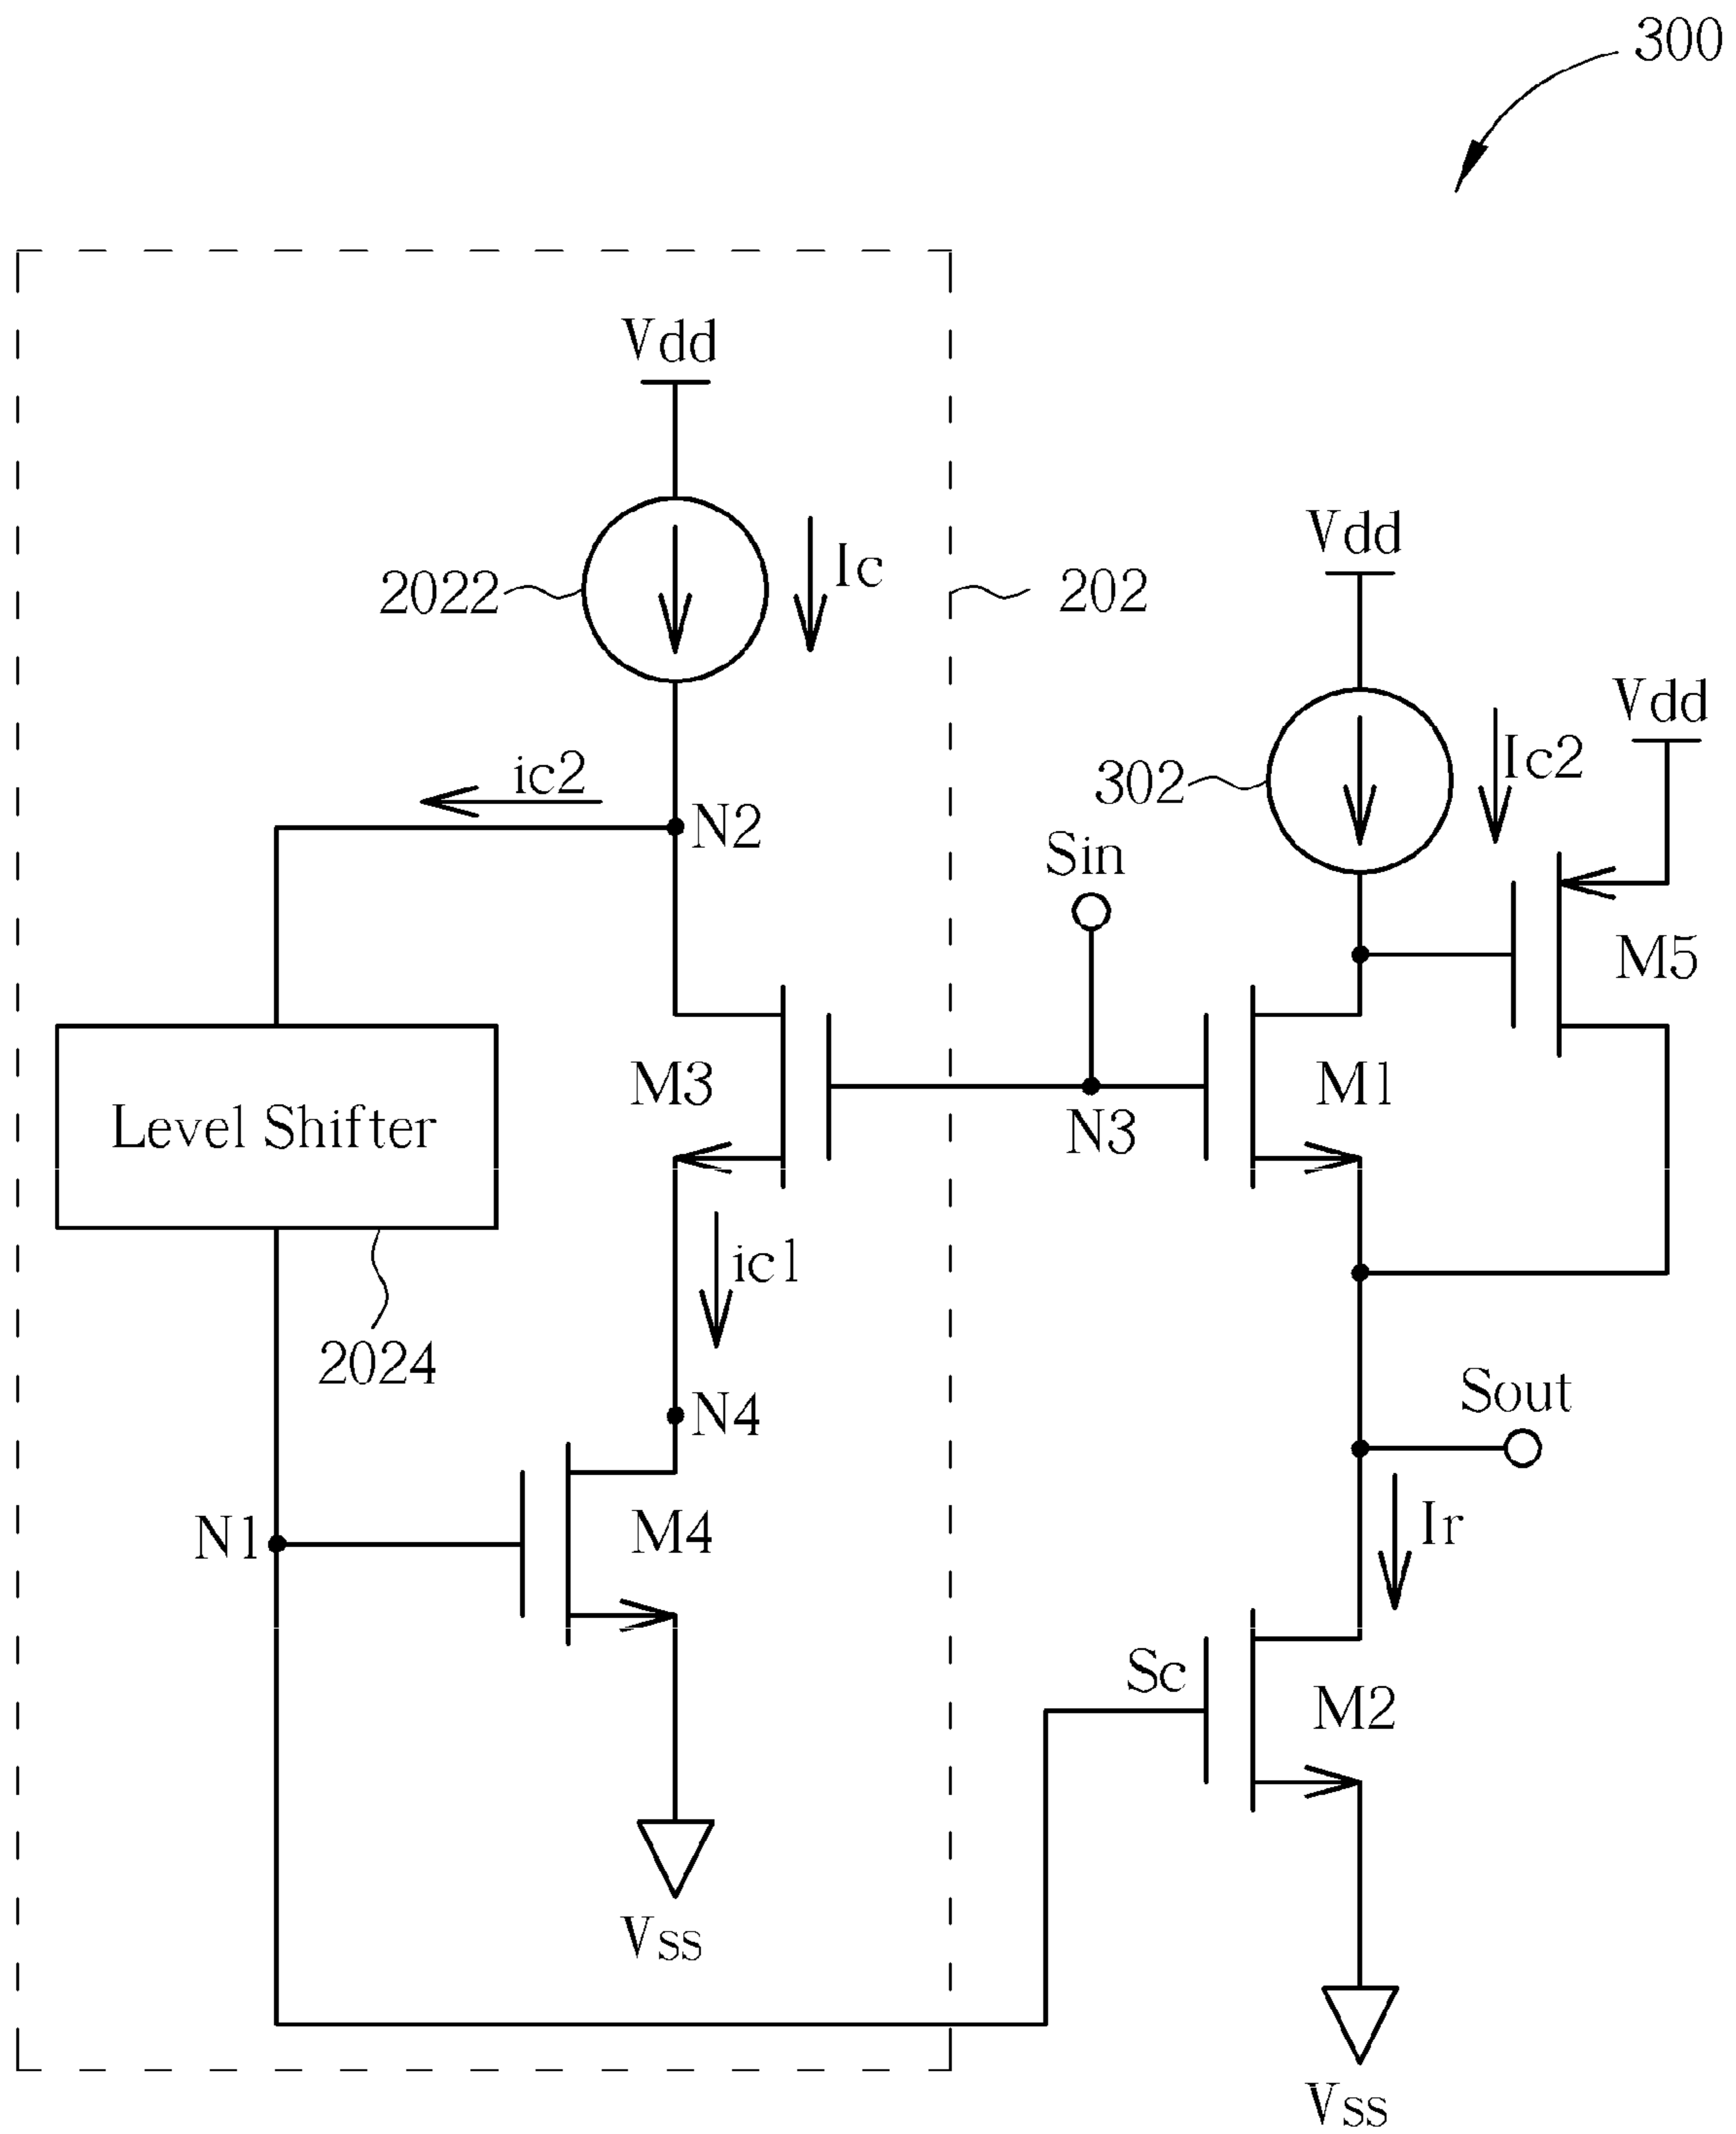 300
Vdd
Ic
2022
202
Vdd
Vdd
Ic2
302
ic2
N2
Sin
M5
M3
M1
Level Shifter
N3
ic1
2024
N4
Sout
N1
M4
Ir
Sc
M2
Vss
Vss